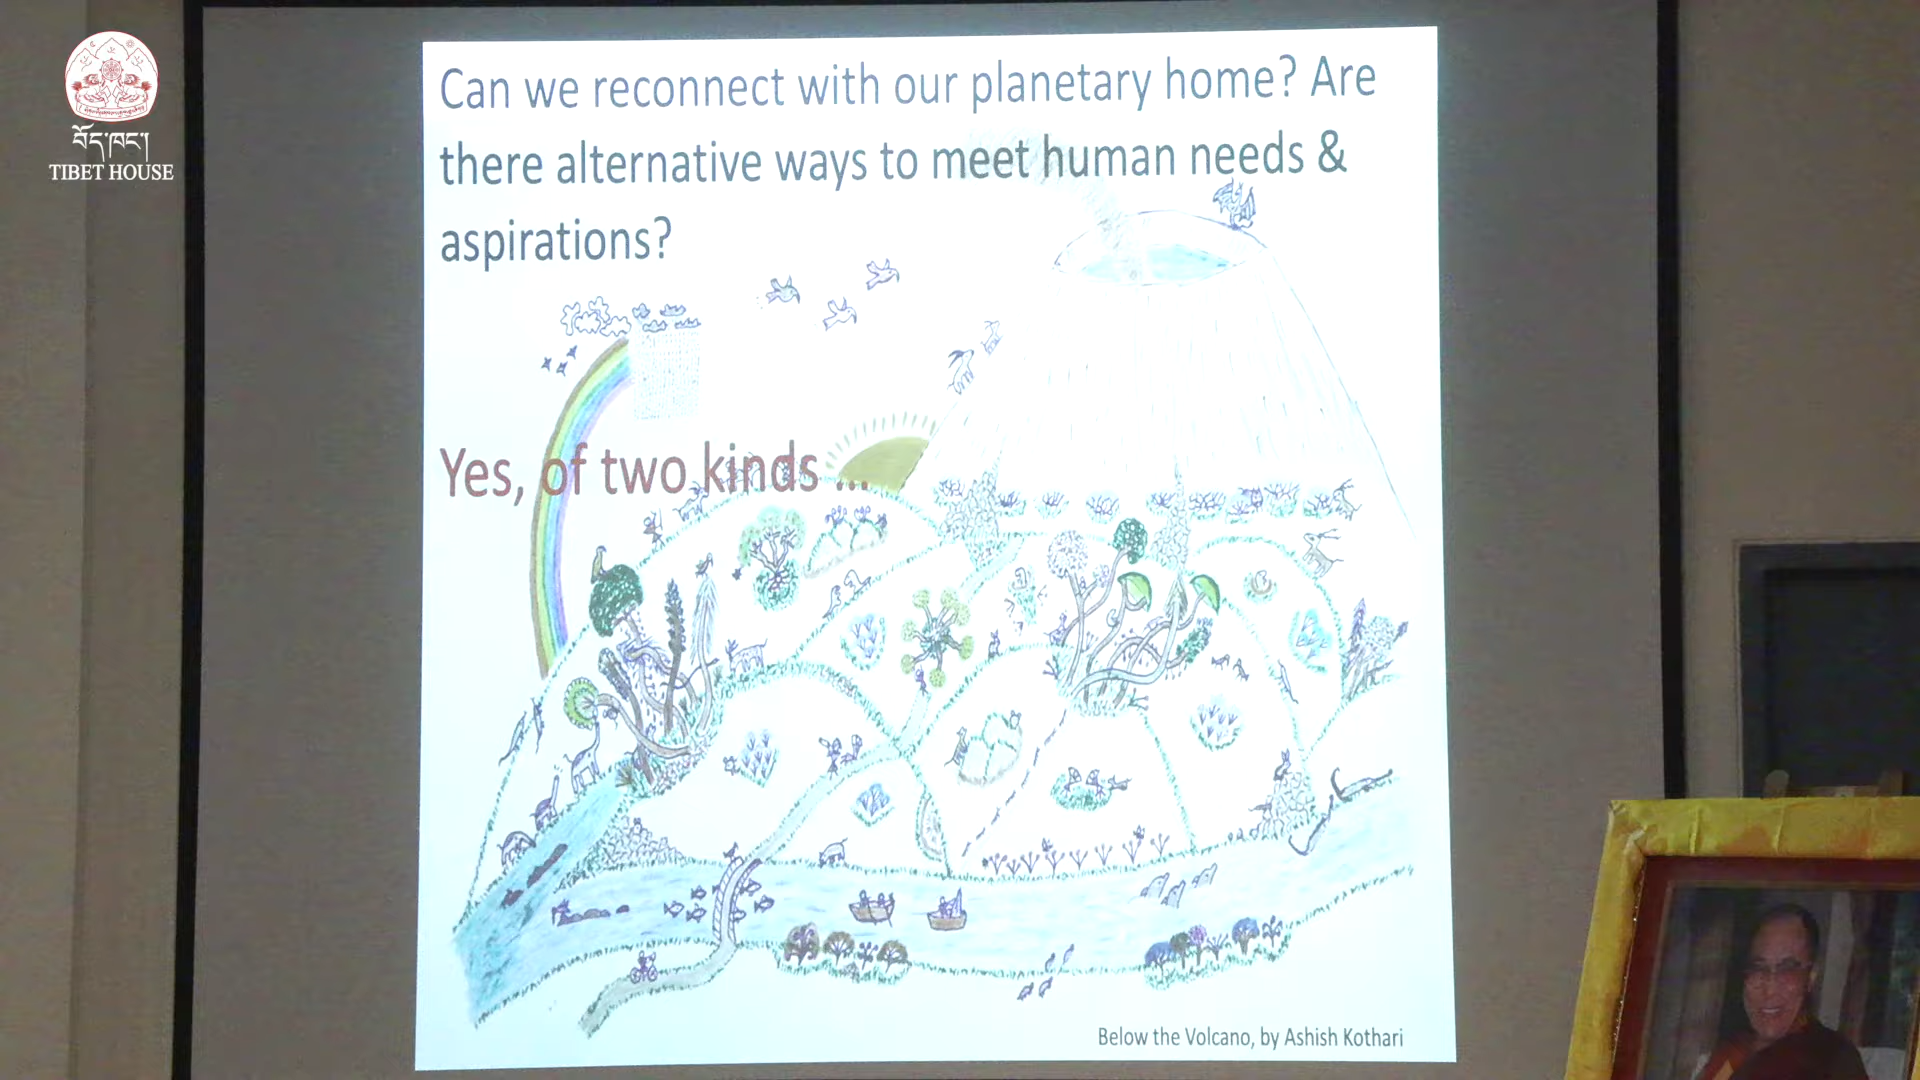 བོད་ཁང་།
TIBET HOUSE
Can we reconnect with our planetary home? Are
there alternative ways to meet human needs &
aspirations?
Yes, of two kinds ...
Below the Volcano, by Ashish Kothari